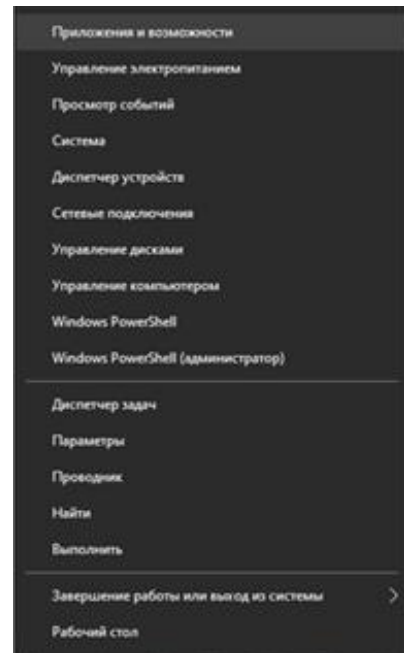 Приложения и возможности
Управление электропитанием
Просмотр событий
Система
Диспетчер устройств
Сетевые подключения
Управление дисками
Управление компьютером
Windows PowerShell
Windows PowerShell (администратор)
Диспетчер задач
Параметры
Проводник
Найти
Выполнить
Завершение работы или выход из системы
Рабочий стол